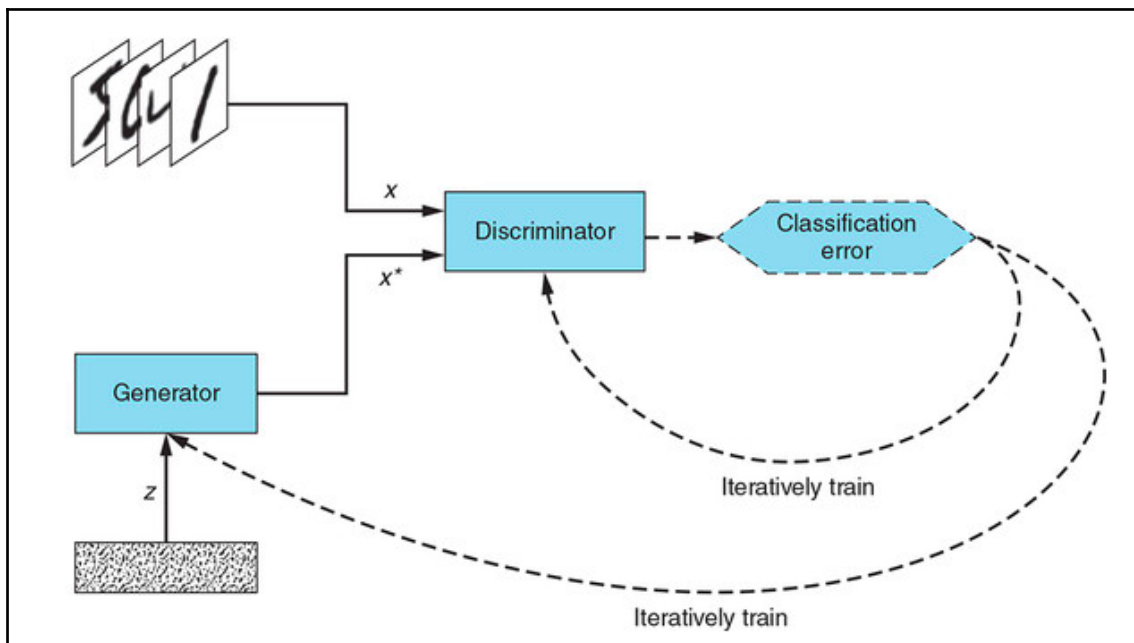 x
Discriminator
Classification
error
x*
Generator
z
Iteratively train
Iteratively train